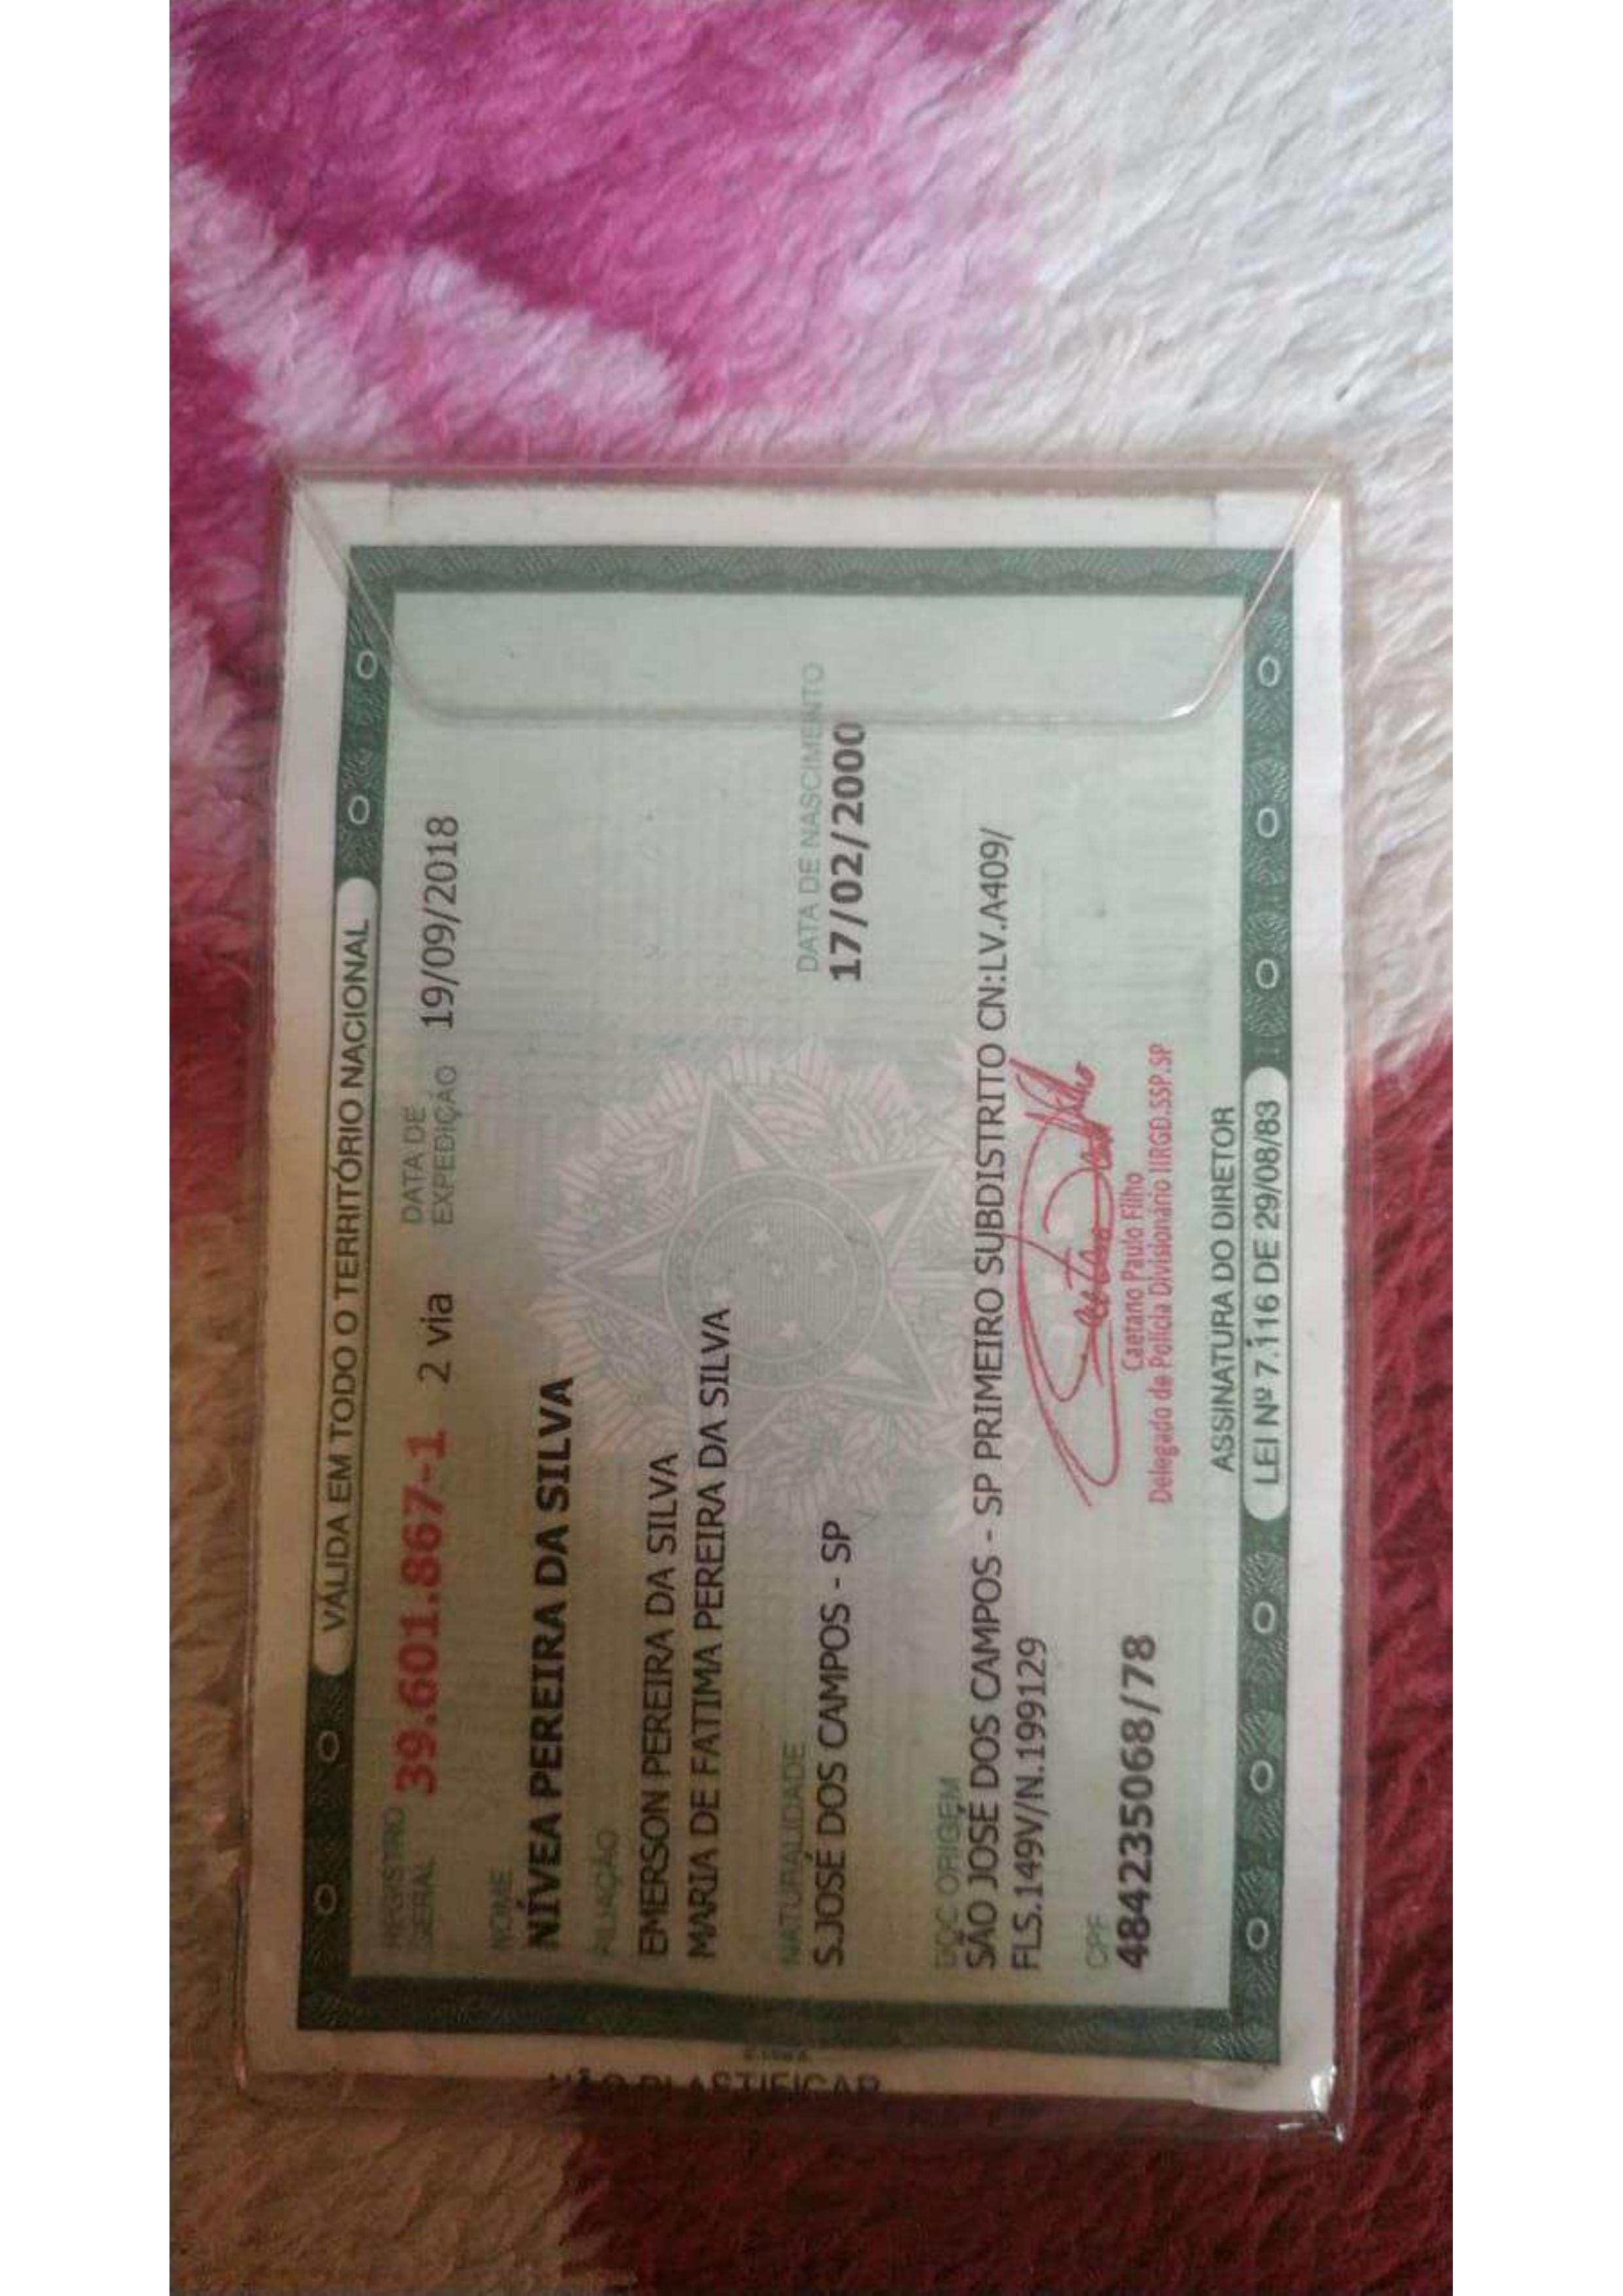 VÁLIDA EM TODO O TERRITÓRIO NACIONAL
REGISTRO GERAL 39.601.867-1 2 via DATA DE EXPEDIÇÃO 19/09/2018
NOME
NÍVEA PEREIRA DA SILVA
FILIAÇÃO
EMERSON PEREIRA DA SILVA
MARIA DE FATIMA PEREIRA DA SILVA
NATURALIDADE DATA DE NASCIMENTO
S.JOSÉ DOS CAMPOS - SP 17/02/2000
DOC ORIGEM
SÃO JOSÉ DOS CAMPOS - SP PRIMEIRO SUBDISTRITO CN:LV.A409/
FLS.149V/N.199129
CPF
484235068/78
Caetano Paulo Filho
Delegado de Polícia Divisionário IIRGD.SSP.SP
ASSINATURA DO DIRETOR
LEI Nº 7.116 DE 29/08/83
NÃO PLASTIFICAR